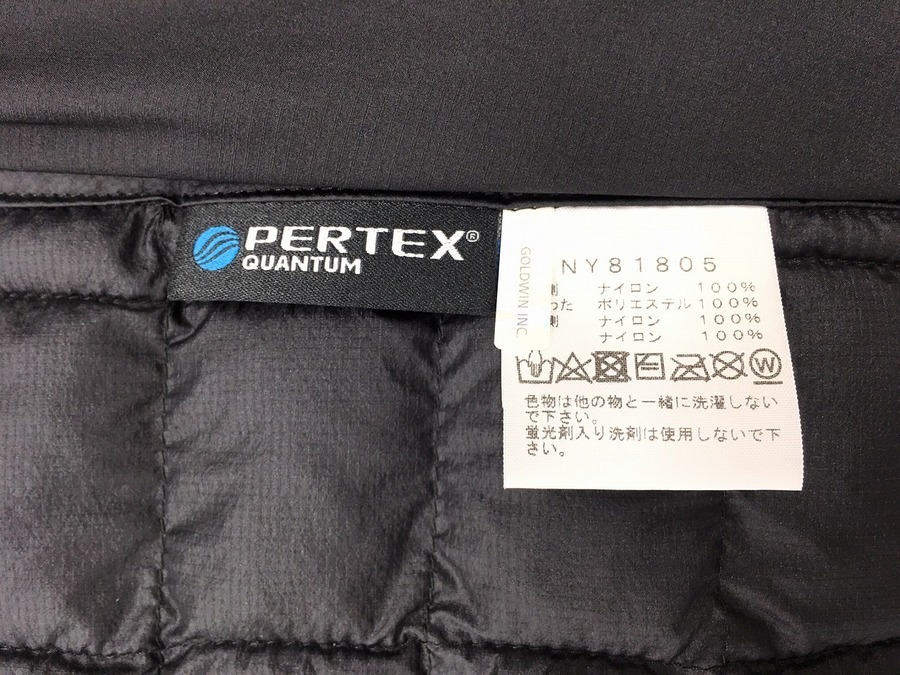 PERTEX®
QUANTUM
GOLDWIN INC
NY81805
ナイロン 100%
った ポリエステル 100%
ナイロン 100%
ナイロン 100%
W
色物は他の物と一緒に洗濯しない
で下さい。
蛍光剤入り洗剤は使用しないで下
さい。